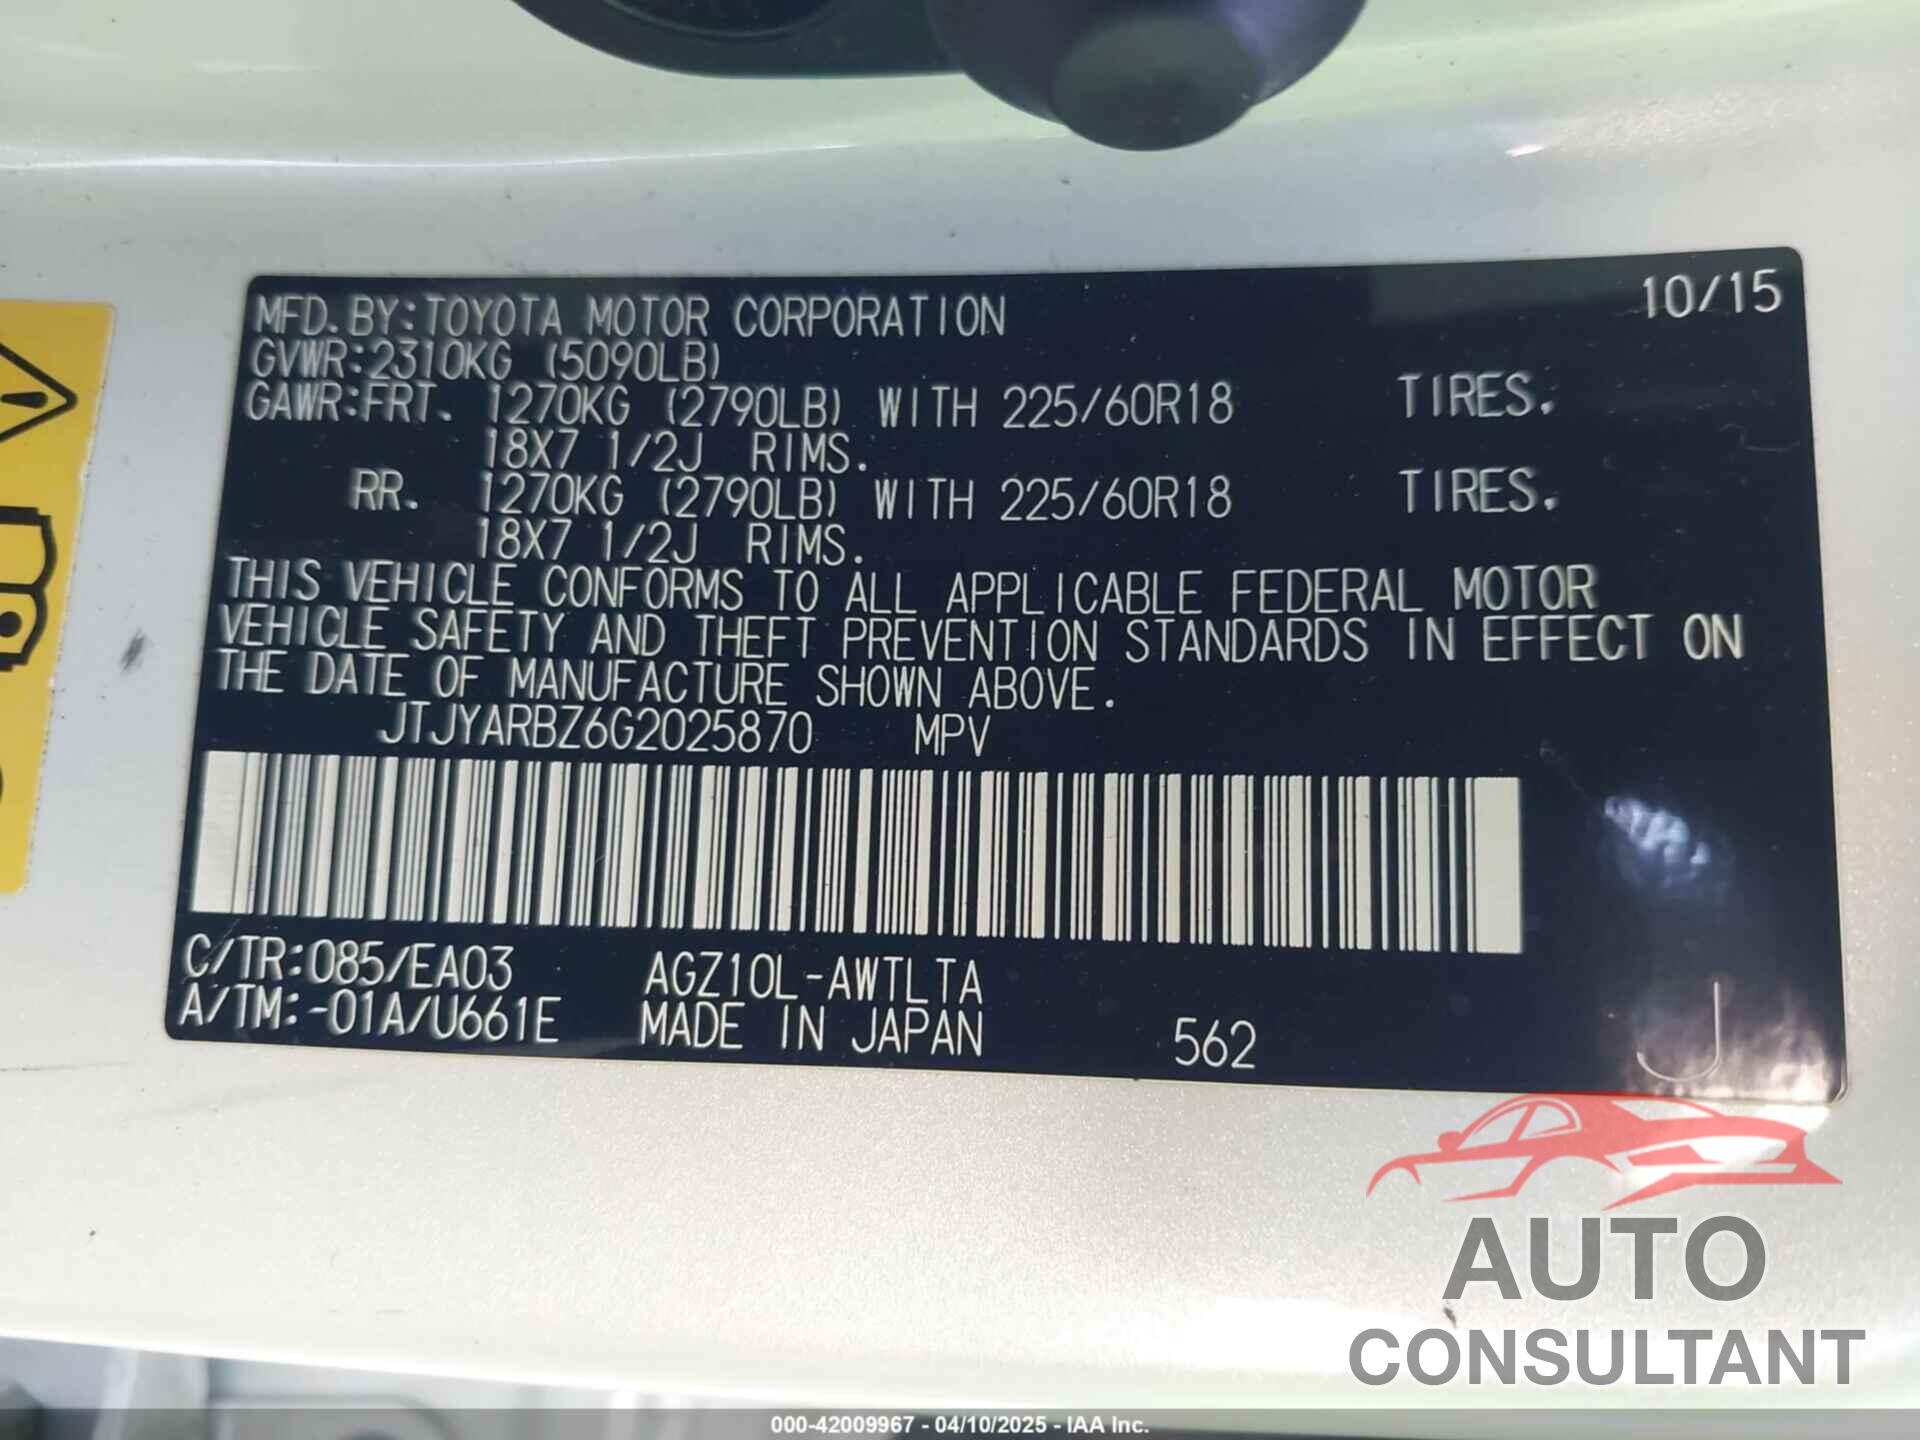 10/15
MFD.BY:TOYOTA MOTOR CORPORATION
GVWR:2310KG (5090LB)
GAWR:FRT. 1270KG (2790LB) WITH 225/60R18 TIRES.
18X7 1/2J RIMS.
RR. 1270KG (2790LB) WITH 225/60R18 TIRES.
18X7 1/2J RIMS.
THIS VEHICLE CONFORMS TO ALL APPLICABLE FEDERAL MOTOR
VEHICLE SAFETY AND THEFT PREVENTION STANDARDS IN EFFECT ON
THE DATE OF MANUFACTURE SHOWN ABOVE.
JTJYARBZ6G2025870 MPV
C/TR:085/EA03 AGZ10L-AWTLTA
A/TM:-01A/U661E MADE IN JAPAN 562
J
AUTO
CONSULTANT
000-42009967 - 04/10/2025 - IAA Inc.